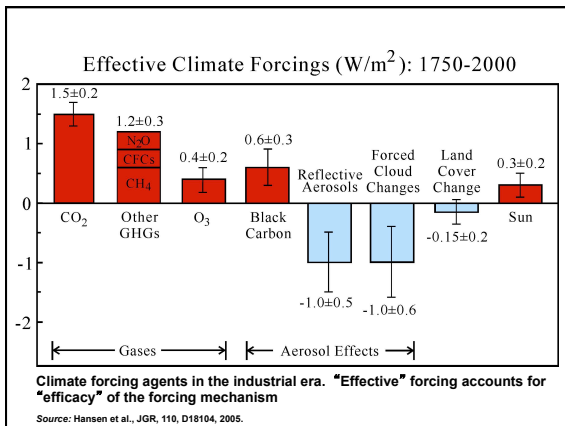 Effective Climate Forcings (W/m²): 1750-2000
2
1
0
-1
-2
1.5±0.2
CO₂
1.2±0.3
N₂O
CFCs
CH₄
Other
GHGs
0.4±0.2
O₃
0.6±0.3
Black
Carbon
Reflective
Aerosols
-1.0±0.5
Forced
Cloud
Changes
-1.0±0.6
Land
Cover
Change
-0.15±0.2
0.3±0.2
Sun
Gases
Aerosol Effects
Climate forcing agents in the industrial era. “Effective” forcing accounts for
“efficacy” of the forcing mechanism
Source: Hansen et al., JGR, 110, D18104, 2005.